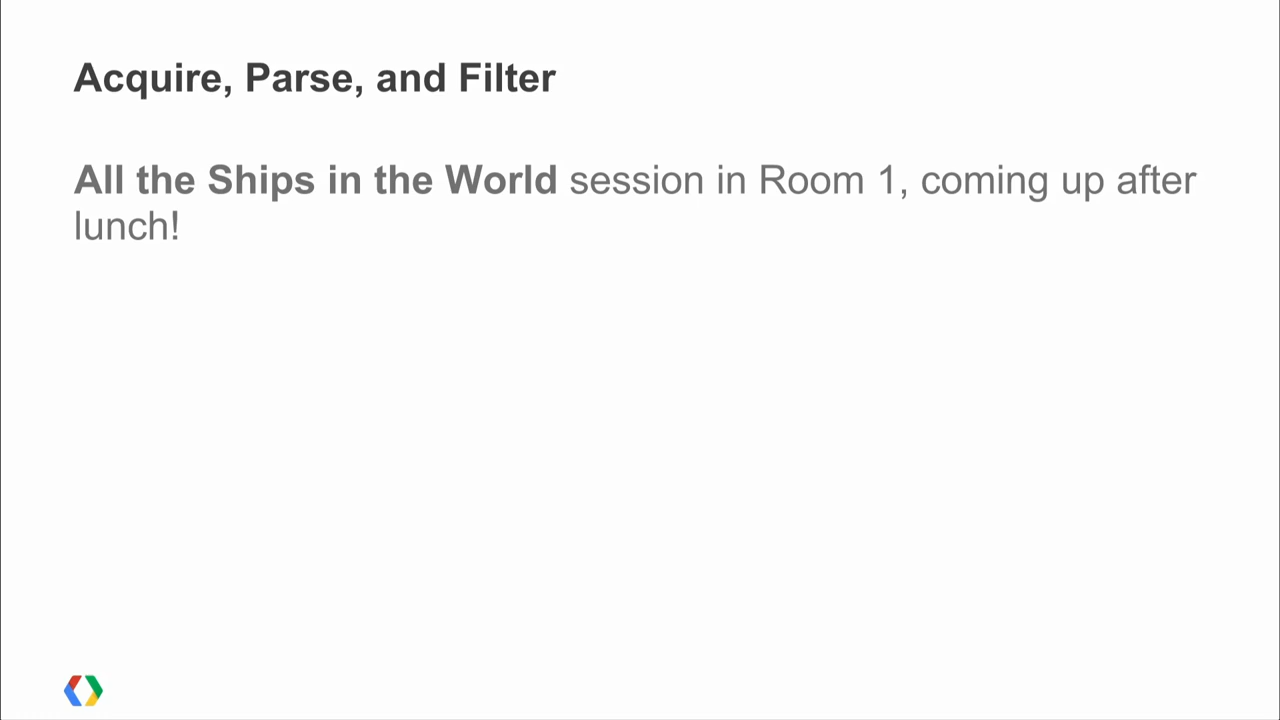 Acquire, Parse, and Filter
All the Ships in the World session in Room 1, coming up after
lunch!